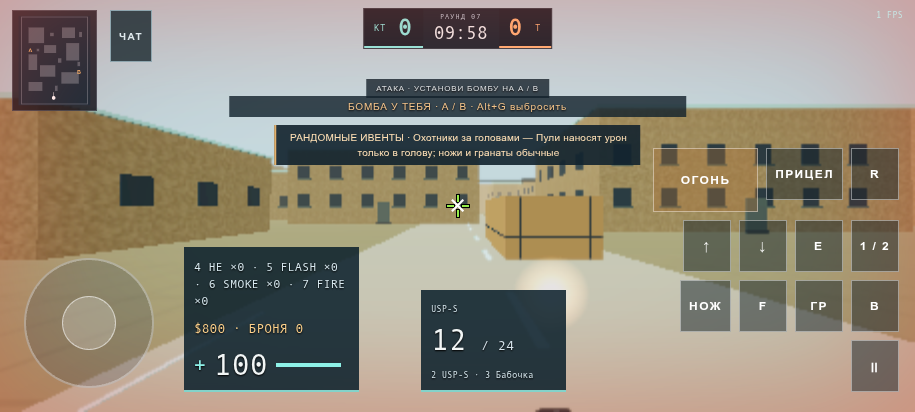 1 FPS
РАУНД 07
КТ 0 09:58 0 Т
ЧАТ
A
B
АТАКА · УСТАНОВИ БОМБУ НА A / B
БОМБА У ТЕБЯ · A / B · Alt+G выбросить
РАНДОМНЫЕ ИВЕНТЫ · Охотники за головами — Пули наносят урон
только в голову; ножи и гранаты обычные
ОГОНЬ ПРИЦЕЛ R
↑ ↓ E 1 / 2
НОЖ F ГР B
II
4 HE ×0 · 5 FLASH ×0
· 6 SMOKE ×0 · 7 FIRE
×0
$800 · БРОНЯ 0
+ 100
USP-S
12 / 24
2 USP-S · 3 Бабочка